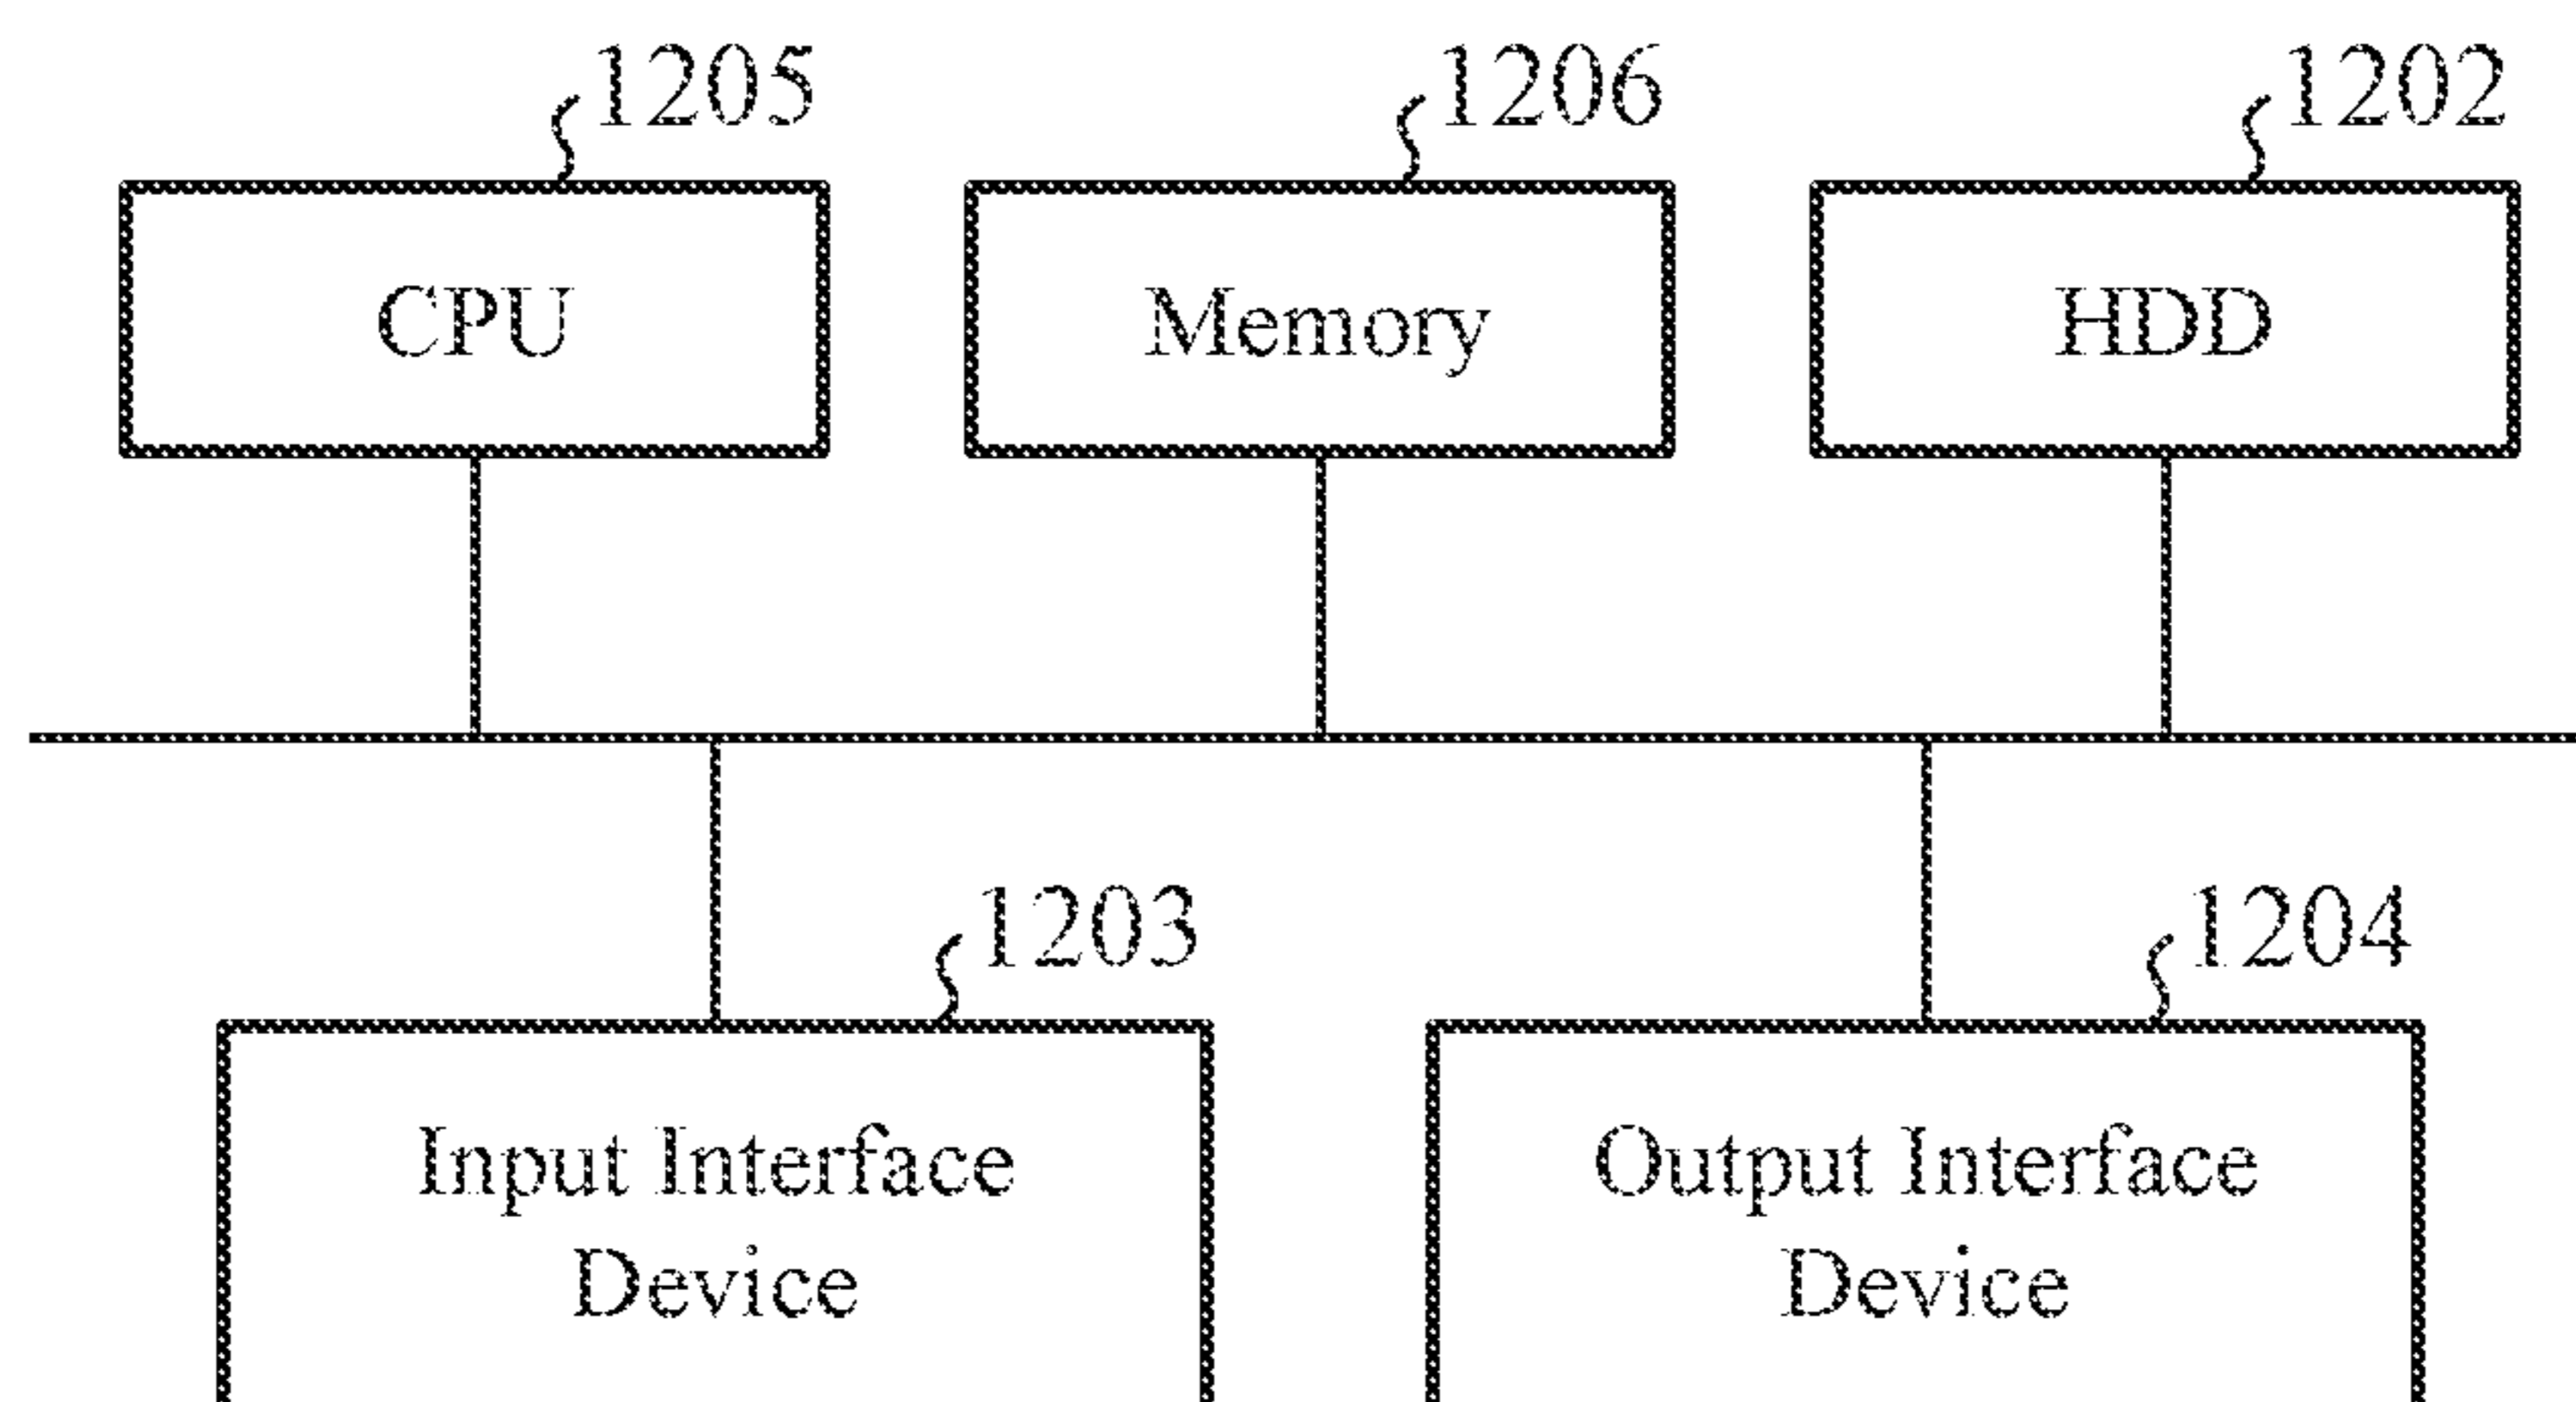 1205
1206
1202
CPU
Memory
HDD
1203
1204
Input Interface
Device
Output Interface
Device